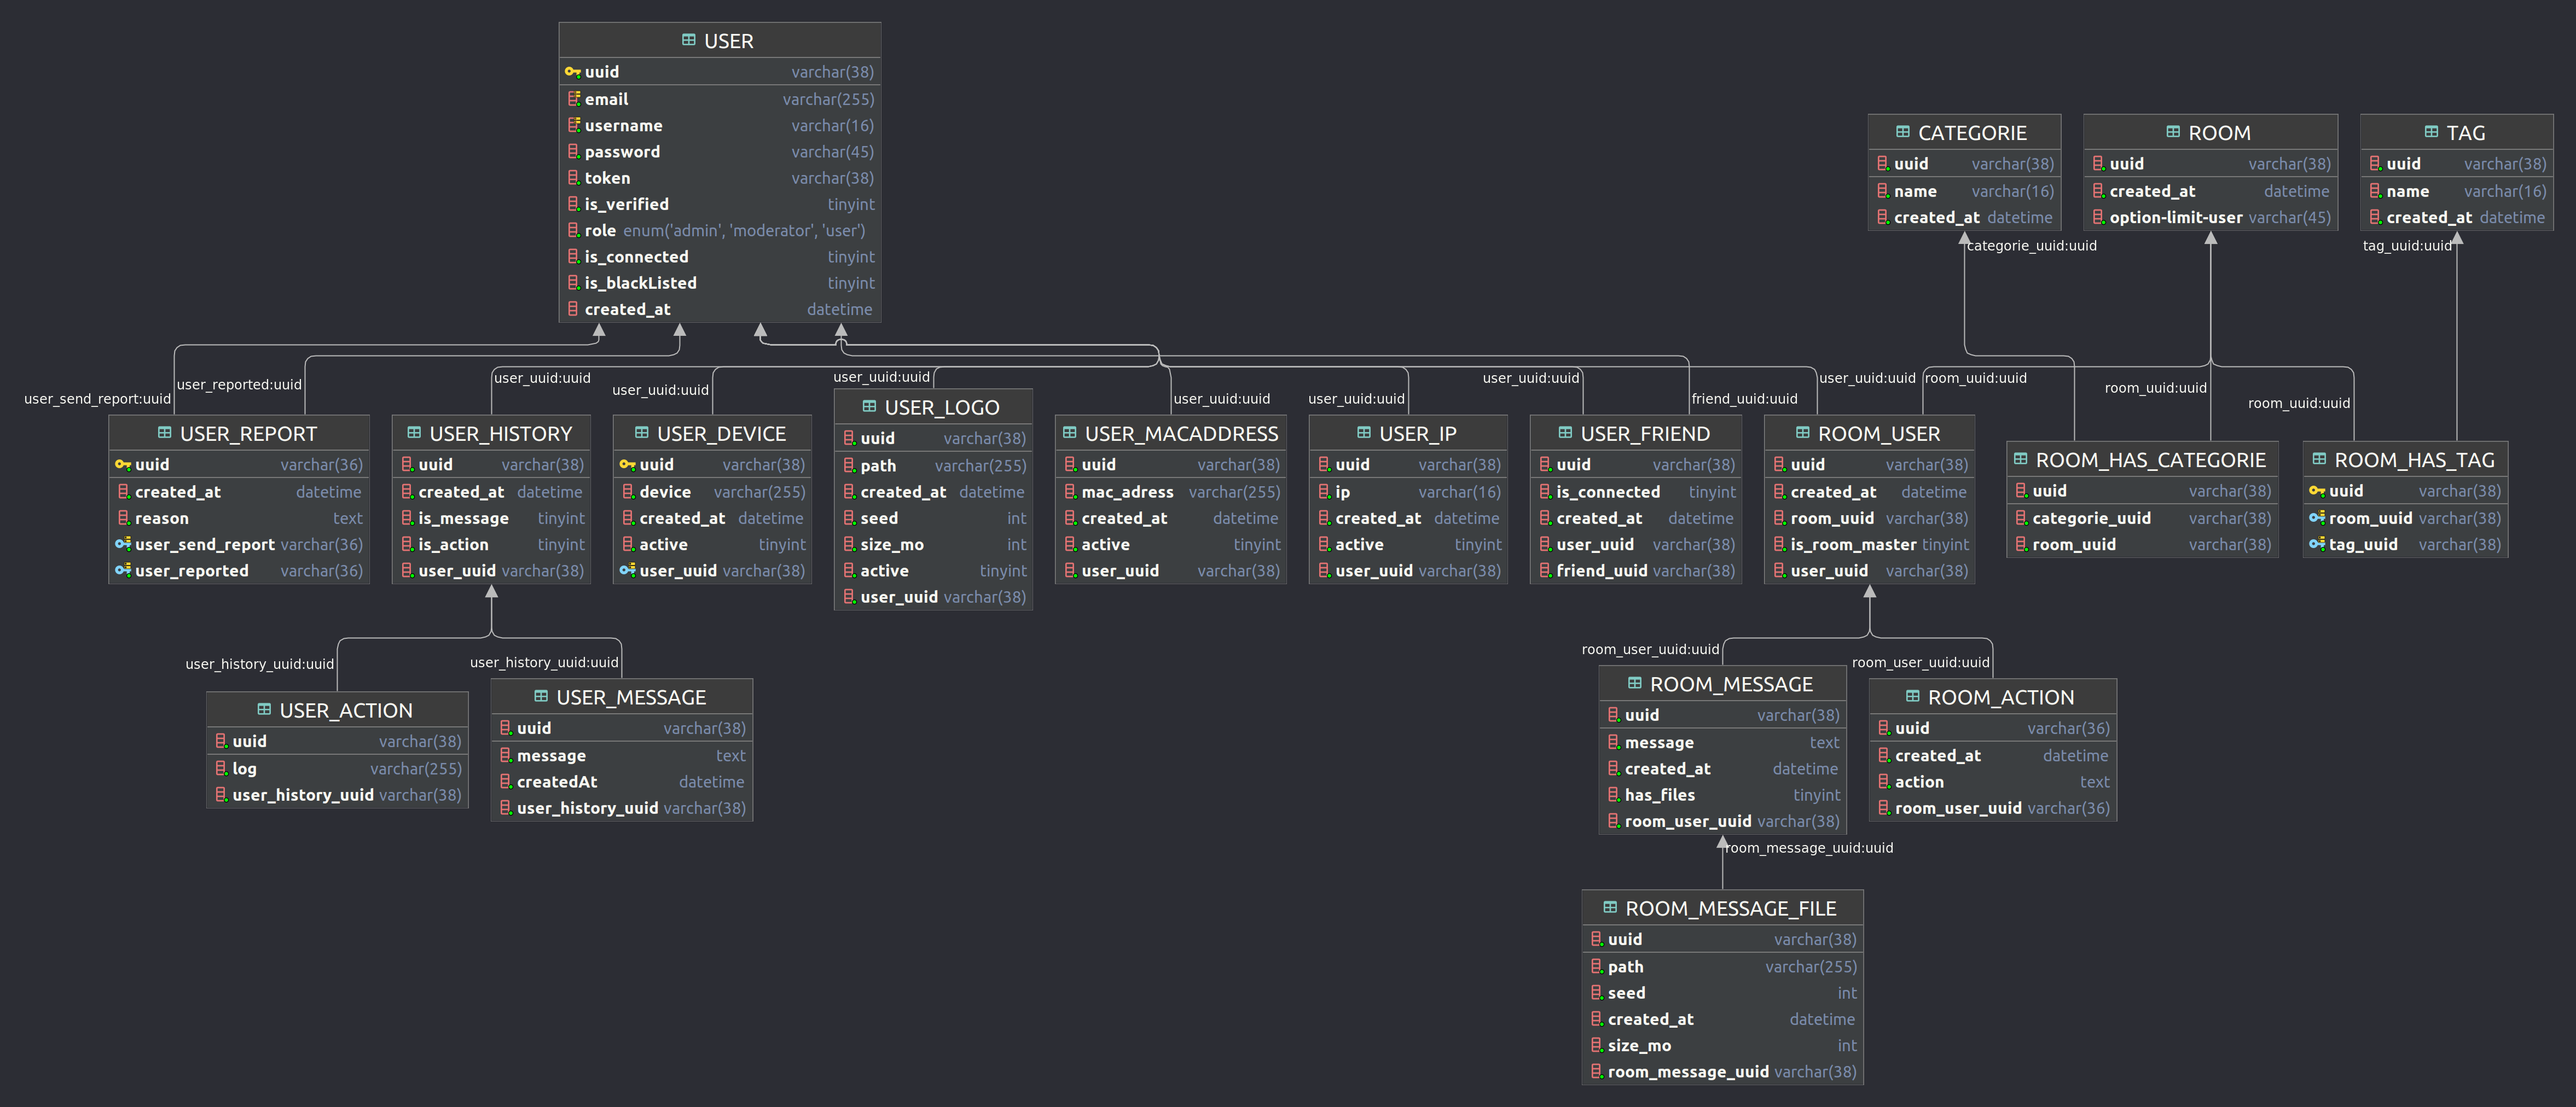 USER
uuid varchar(38)
email varchar(255)
username varchar(16)
password varchar(45)
token varchar(38)
is_verified tinyint
role enum('admin', 'moderator', 'user')
is_connected tinyint
is_blackListed tinyint
created_at datetime
CATEGORIE
uuid varchar(38)
name varchar(16)
created_at datetime
ROOM
uuid varchar(38)
created_at datetime
option-limit-user varchar(45)
TAG
uuid varchar(38)
name varchar(16)
created_at datetime
categorie_uuid:uuid
tag_uuid:uuid
user_send_report:uuid
user_reported:uuid
user_uuid:uuid
user_uuid:uuid
user_uuid:uuid
user_uuid:uuid
user_uuid:uuid
user_uuid:uuid
friend_uuid:uuid
user_uuid:uuid
room_uuid:uuid
room_uuid:uuid
room_uuid:uuid
USER_REPORT
uuid varchar(36)
created_at datetime
reason text
user_send_report varchar(36)
user_reported varchar(36)
USER_HISTORY
uuid varchar(38)
created_at datetime
is_message tinyint
is_action tinyint
user_uuid varchar(38)
USER_DEVICE
uuid varchar(38)
device varchar(255)
created_at datetime
active tinyint
user_uuid varchar(38)
USER_LOGO
uuid varchar(38)
path varchar(255)
created_at datetime
seed int
size_mo int
active tinyint
user_uuid varchar(38)
USER_MACADDRESS
uuid varchar(38)
mac_adress varchar(255)
created_at datetime
active tinyint
user_uuid varchar(38)
USER_IP
uuid varchar(38)
ip varchar(16)
created_at datetime
active tinyint
user_uuid varchar(38)
USER_FRIEND
uuid varchar(38)
is_connected tinyint
created_at datetime
user_uuid varchar(38)
friend_uuid varchar(38)
ROOM_USER
uuid varchar(38)
created_at datetime
room_uuid varchar(38)
is_room_master tinyint
user_uuid varchar(38)
ROOM_HAS_CATEGORIE
uuid varchar(38)
categorie_uuid varchar(38)
room_uuid varchar(38)
ROOM_HAS_TAG
uuid varchar(38)
room_uuid varchar(38)
tag_uuid varchar(38)
user_history_uuid:uuid
user_history_uuid:uuid
room_user_uuid:uuid
room_user_uuid:uuid
USER_ACTION
uuid varchar(38)
log varchar(255)
user_history_uuid varchar(38)
USER_MESSAGE
uuid varchar(38)
message text
createdAt datetime
user_history_uuid varchar(38)
ROOM_MESSAGE
uuid varchar(38)
message text
created_at datetime
has_files tinyint
room_user_uuid varchar(38)
ROOM_ACTION
uuid varchar(36)
created_at datetime
action text
room_user_uuid varchar(36)
room_message_uuid:uuid
ROOM_MESSAGE_FILE
uuid varchar(38)
path varchar(255)
seed int
created_at datetime
size_mo int
room_message_uuid varchar(38)